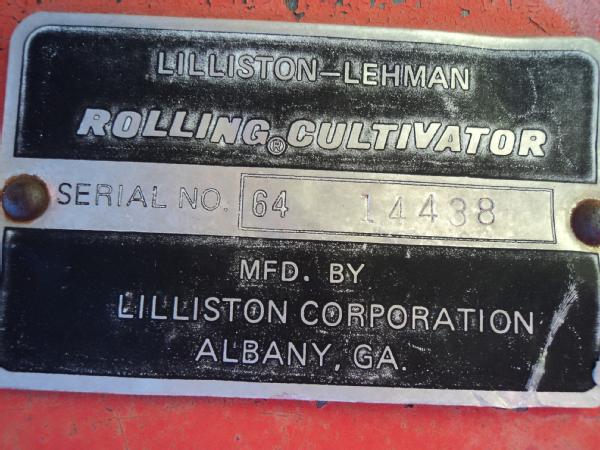 LILLISTON-LEHMAN
ROLLING® CULTIVATOR
SERIAL NO. 64 14438
MFD. BY
LILLISTON CORPORATION
ALBANY, GA.